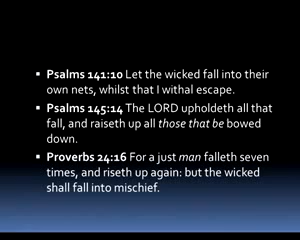 ▪ Psalms 141:10 Let the wicked fall into their
own nets, whilst that I withal escape.
▪ Psalms 145:14 The LORD upholdeth all that
fall, and raiseth up all those that be bowed
down.
▪ Proverbs 24:16 For a just man falleth seven
times, and riseth up again: but the wicked
shall fall into mischief.